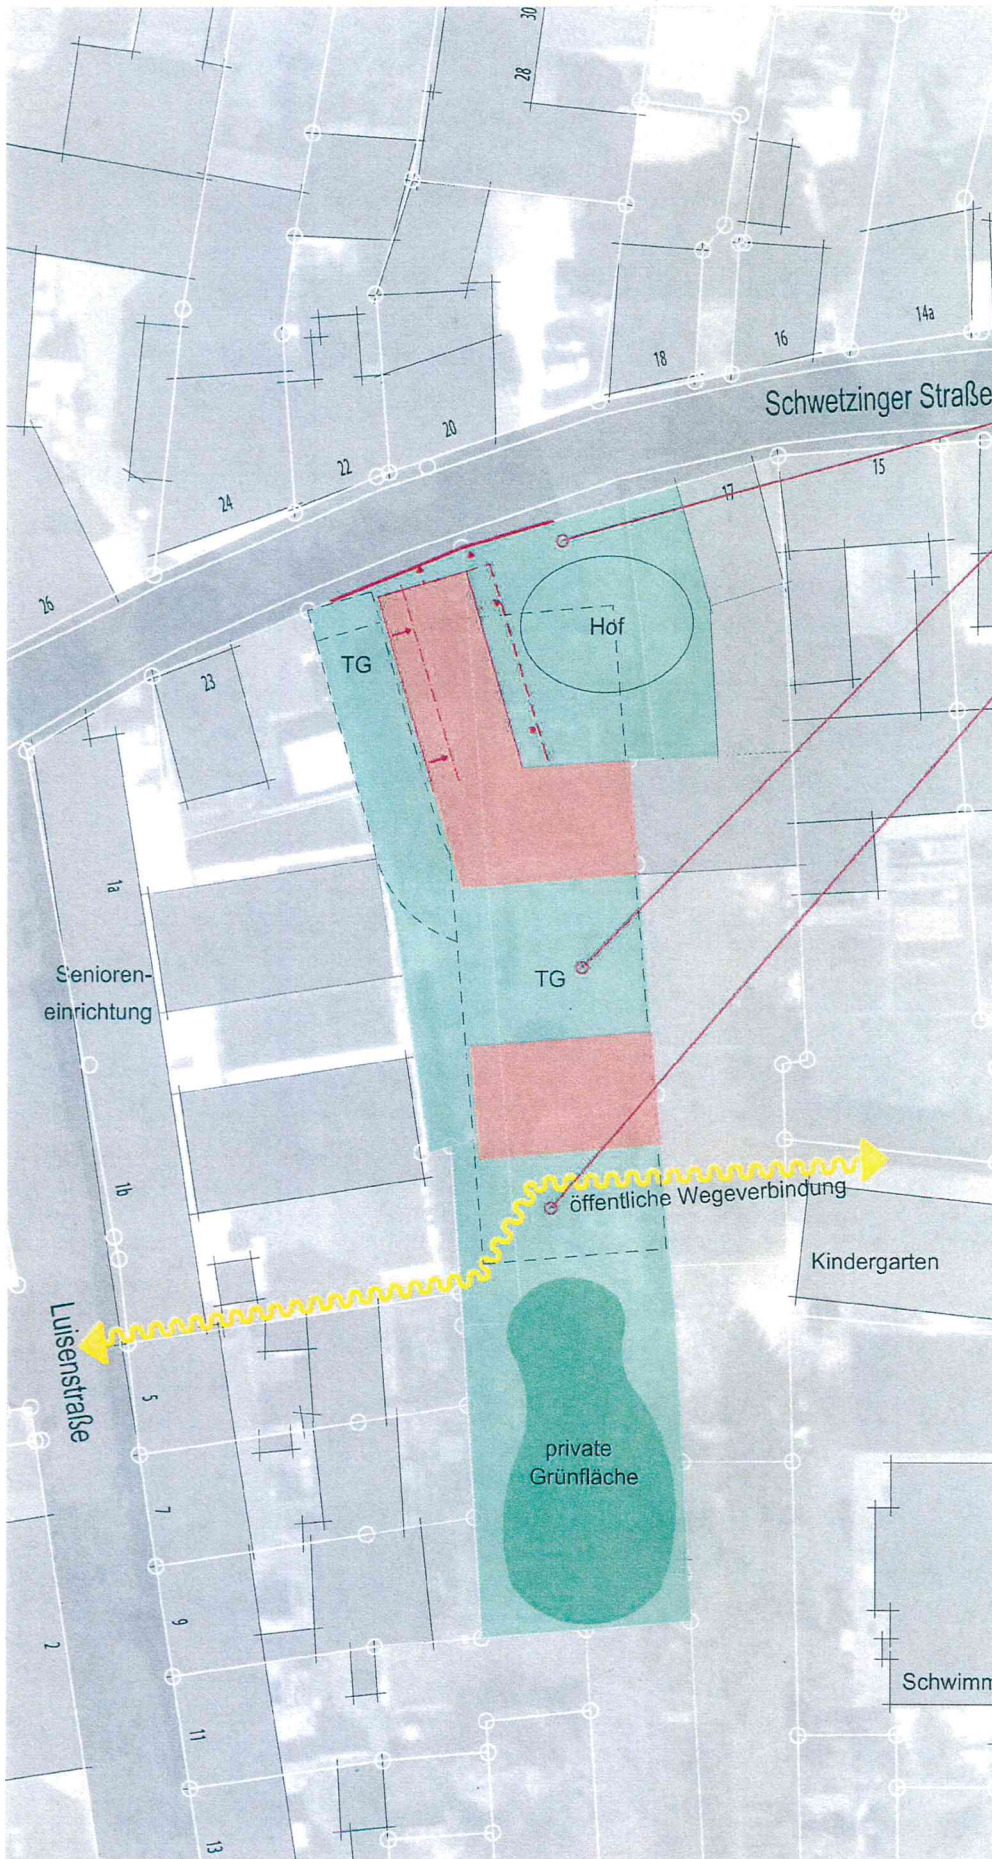 30
28
14a
16
18
Schwetzinger Straße
20
22
24
15
17
26
Hof
TG
23
1a
Senioren-
einrichtung
TG
1b
öffentliche Wegeverbindung
Kindergarten
Luisenstraße
5
private
Grünfläche
7
9
2
Schwimm
11
13